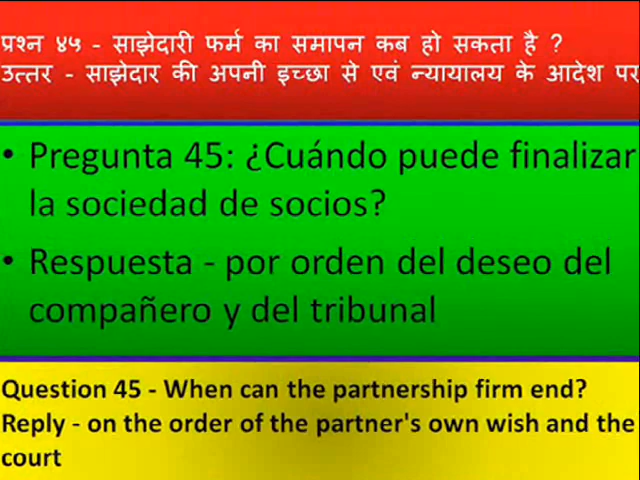 प्रश्न ४५ - साझेदारी फर्म का समापन कब हो सकता है ?
उत्तर - साझेदार की अपनी इच्छा से एवं न्यायालय के आदेश पर
• Pregunta 45: ¿Cuándo puede finalizar
la sociedad de socios?
• Respuesta - por orden del deseo del
compañero y del tribunal
Question 45 - When can the partnership firm end?
Reply - on the order of the partner's own wish and the
court